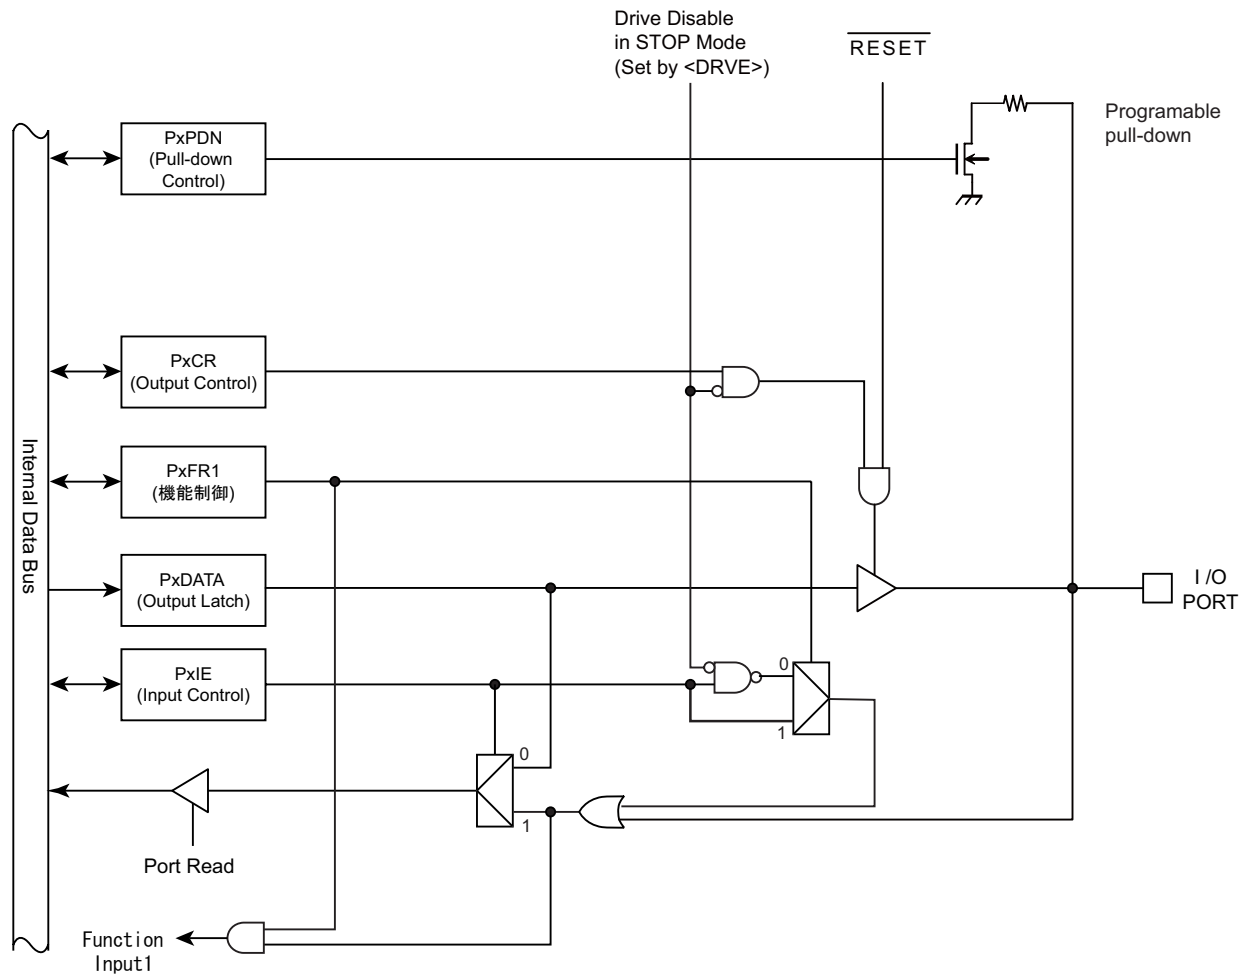 Drive Disable
in STOP Mode
(Set by <DRVE>)
RESET
Programable
pull-down
PxPDN
(Pull-down
Control)
PxCR
(Output Control)
PxFR1
(機能制御)
Internal Data Bus
PxDATA
(Output Latch)
I /O
PORT
PxIE
(Input Control)
0
1
0
1
Port Read
Function
Input1